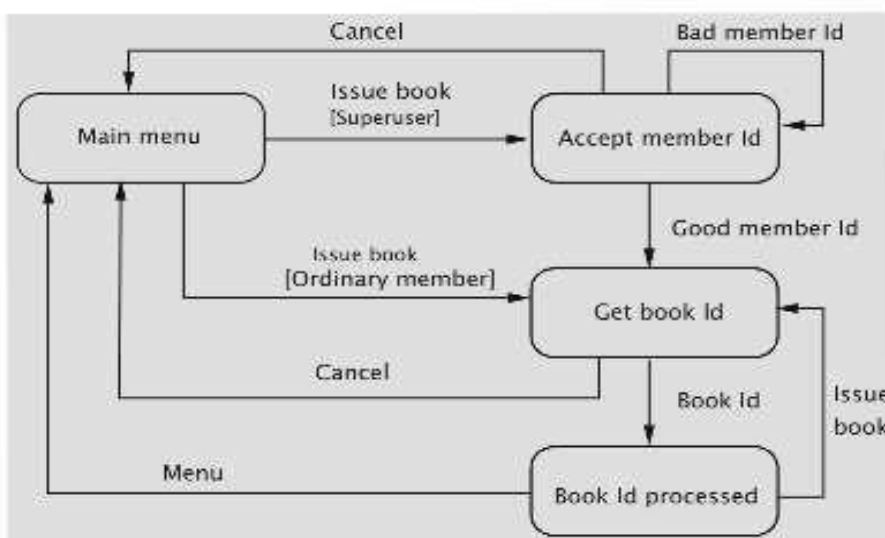 Cancel
Bad member Id
Issue book
[Superuser]
Main menu
Accept member Id
Good member Id
Issue book
[Ordinary member]
Get book Id
Cancel
Book Id
Issue
book
Menu
Book Id processed